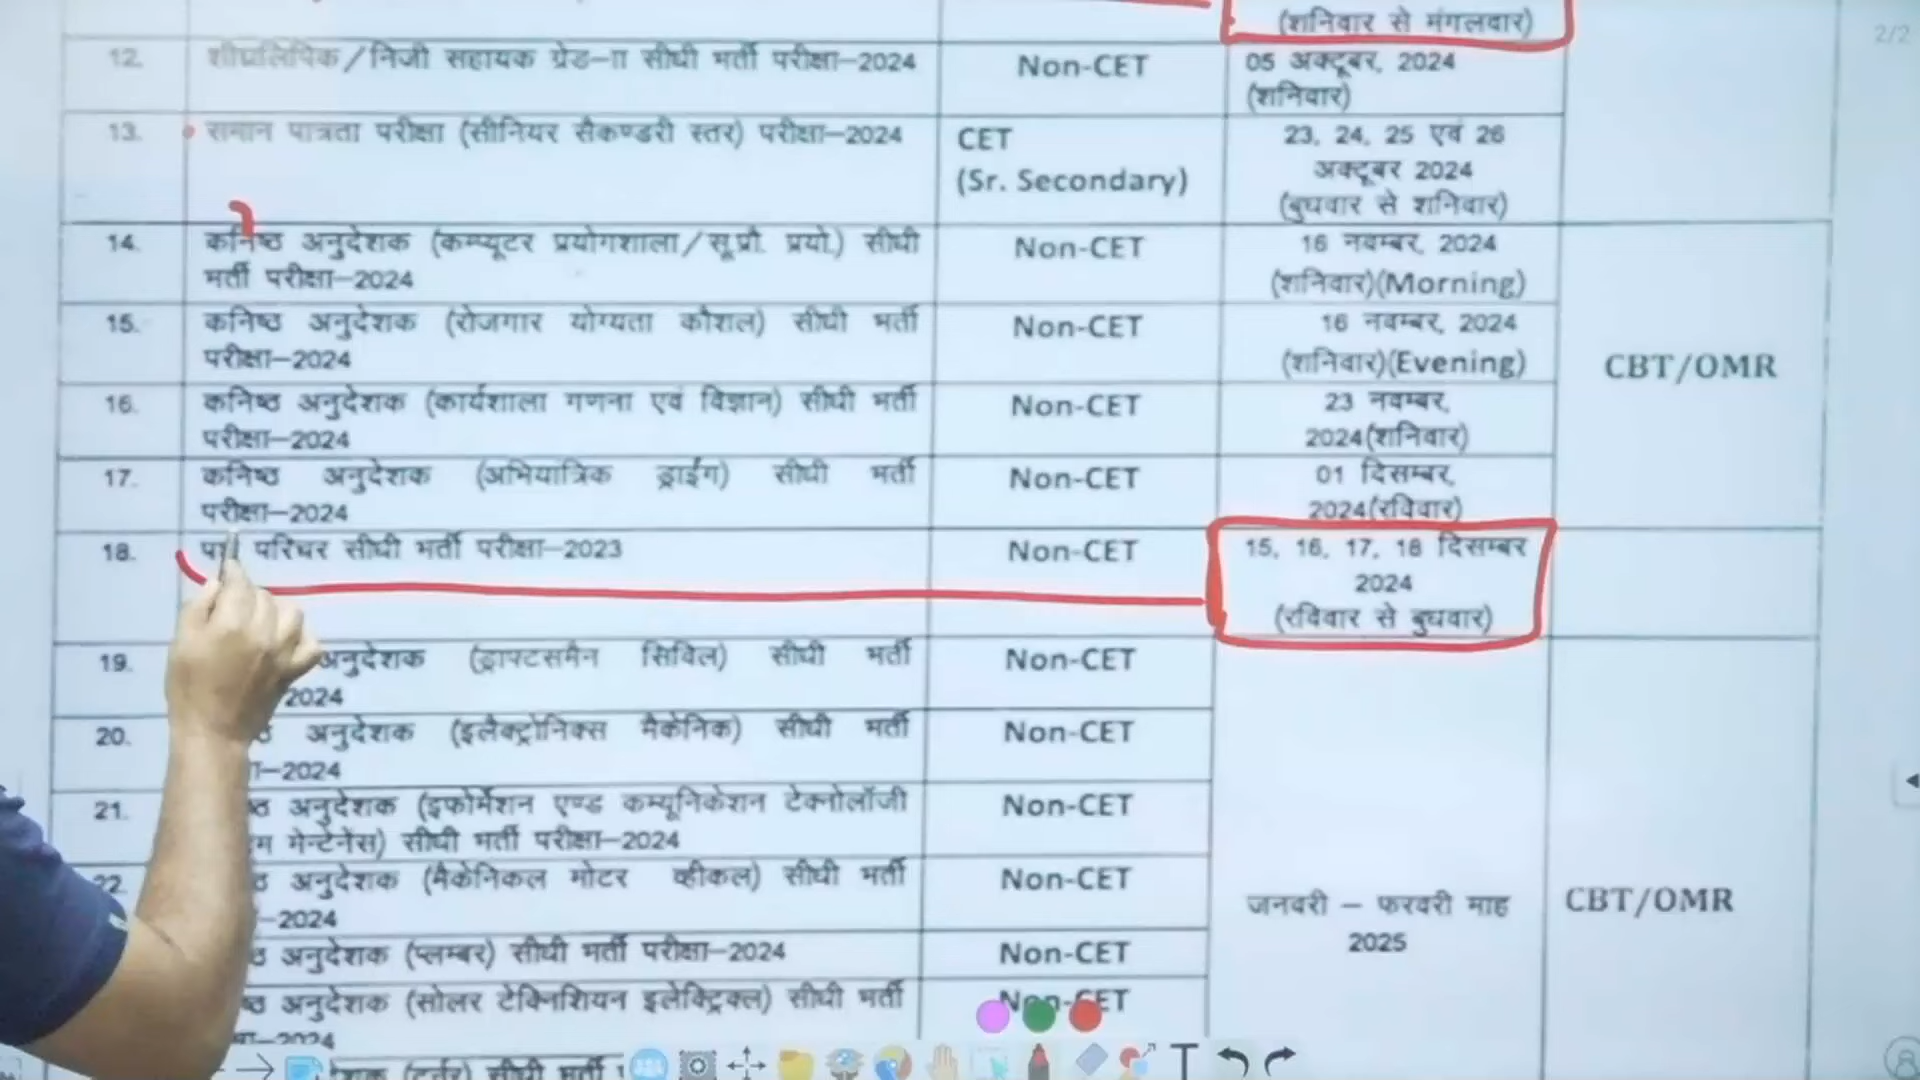 (शनिवार से मंगलवार)
2/2
12. शीघ्रलिपिक/निजी सहायक ग्रेड–II सीधी भर्ती परीक्षा–2024 Non-CET 05 अक्टूबर, 2024
(शनिवार)
13. समान पात्रता परीक्षा (सीनियर सैकण्डरी स्तर) परीक्षा–2024 CET 23, 24, 25 एवं 26
(Sr. Secondary) अक्टूबर 2024
(बुधवार से शनिवार)
14. कनिष्ठ अनुदेशक (कम्प्यूटर प्रयोगशाला/सू.प्रौ. प्रयो.) सीधी Non-CET 16 नवम्बर, 2024
भर्ती परीक्षा–2024 (शनिवार)(Morning)
15. कनिष्ठ अनुदेशक (रोजगार योग्यता कौशल) सीधी भर्ती Non-CET 16 नवम्बर, 2024
परीक्षा–2024 (शनिवार)(Evening) CBT/OMR
16. कनिष्ठ अनुदेशक (कार्यशाला गणना एवं विज्ञान) सीधी भर्ती Non-CET 23 नवम्बर,
परीक्षा–2024 2024(शनिवार)
17. कनिष्ठ अनुदेशक (अभियात्रिक ड्राईंग) सीधी भर्ती Non-CET 01 दिसम्बर,
परीक्षा–2024 2024(रविवार)
18. परिचर सीधी भर्ती परीक्षा–2023 Non-CET 15, 16, 17, 18 दिसम्बर
2024
(रविवार से बुधवार)
19. अनुदेशक (ड्राफ्टसमैन सिविल) सीधी भर्ती Non-CET
2024
20. अनुदेशक (इलैक्ट्रोनिक्स मैकेनिक) सीधी भर्ती Non-CET
–2024
21. अनुदेशक (इफोर्मेशन एण्ड कम्यूनिकेशन टेक्नोलॉजी Non-CET
मेन्टेनेंस) सीधी भर्ती परीक्षा–2024
22. अनुदेशक (मैकेनिकल मोटर व्हीकल) सीधी भर्ती Non-CET
–2024 जनवरी – फरवरी माह CBT/OMR
2025
अनुदेशक (प्लम्बर) सीधी भर्ती परीक्षा–2024 Non-CET
अनुदेशक (सोलर टेक्निशियन इलेक्ट्रिकल) सीधी भर्ती Non-CET
–2024
(टर्नर) सीधी भर्ती